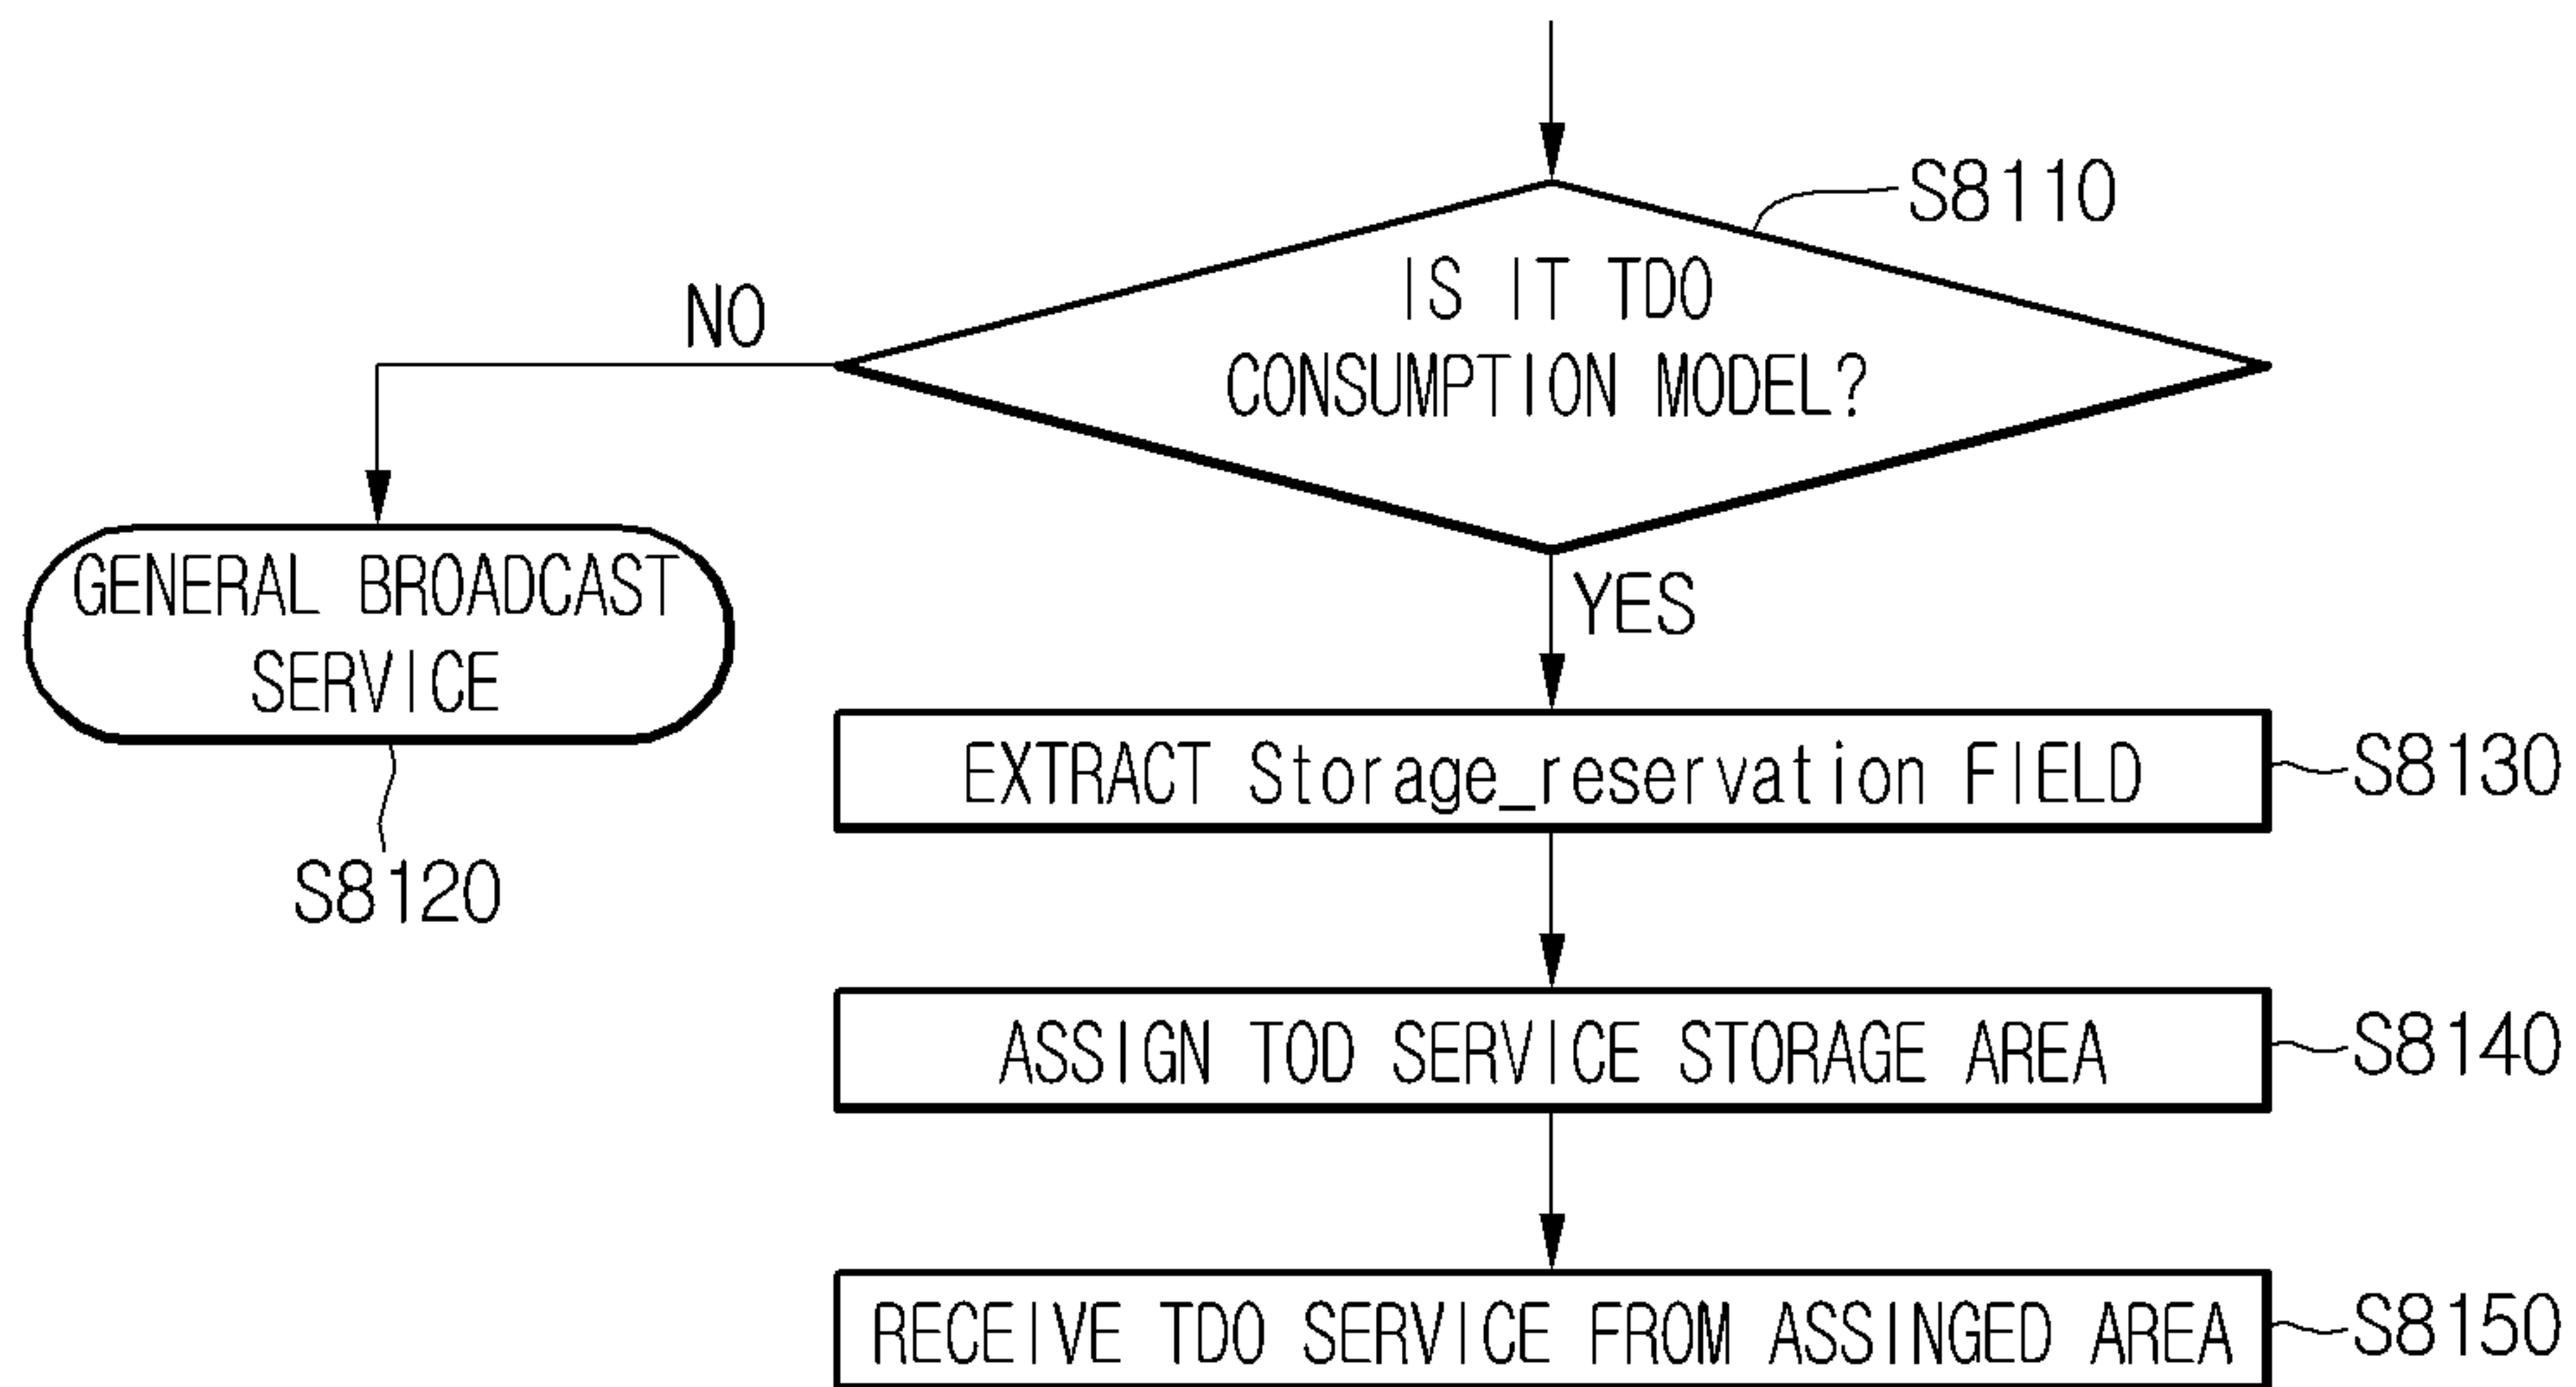 S8110
IS IT TDO
CONSUMPTION MODEL?
NO
YES
GENERAL BROADCAST
SERVICE
S8120
EXTRACT Storage_reservation FIELD
S8130
ASSIGN TOD SERVICE STORAGE AREA
S8140
RECEIVE TDO SERVICE FROM ASSINGED AREA
S8150